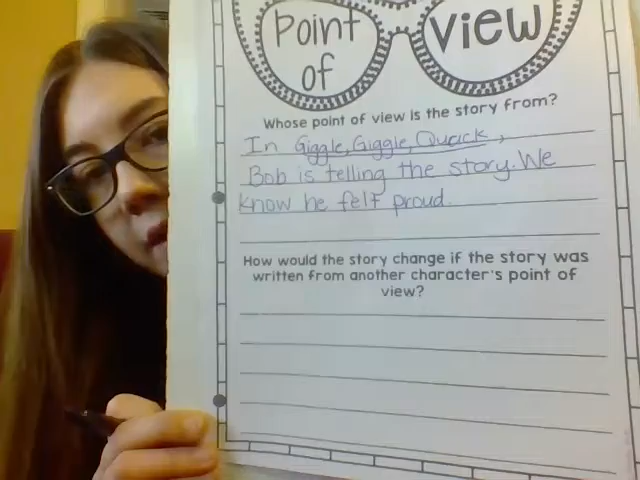 Point of view
Whose point of view is the story from?
In Giggle, Giggle, Quack,
Bob is telling the story. We
know he felt proud.
How would the story change if the story was
written from another character's point of
view?